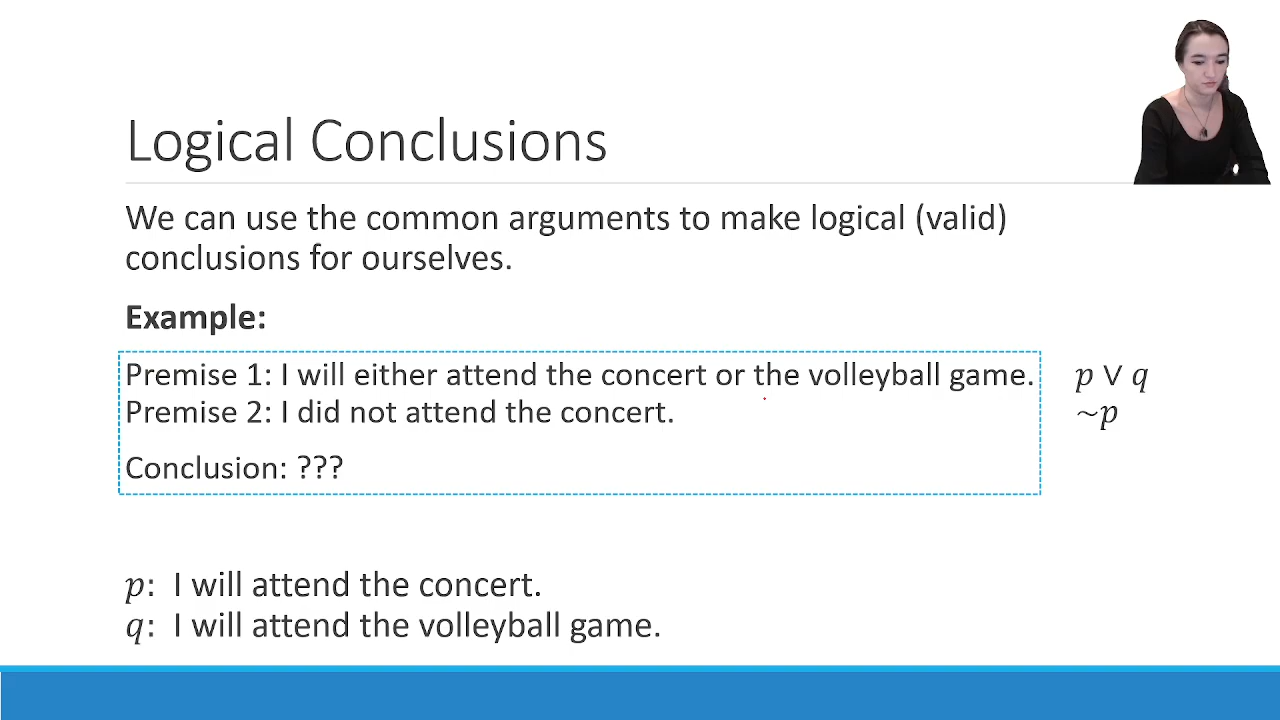 Logical Conclusions
We can use the common arguments to make logical (valid)
conclusions for ourselves.
Example:
Premise 1: I will either attend the concert or the volleyball game. p ∨ q
Premise 2: I did not attend the concert. ~p
Conclusion: ???
p: I will attend the concert.
q: I will attend the volleyball game.